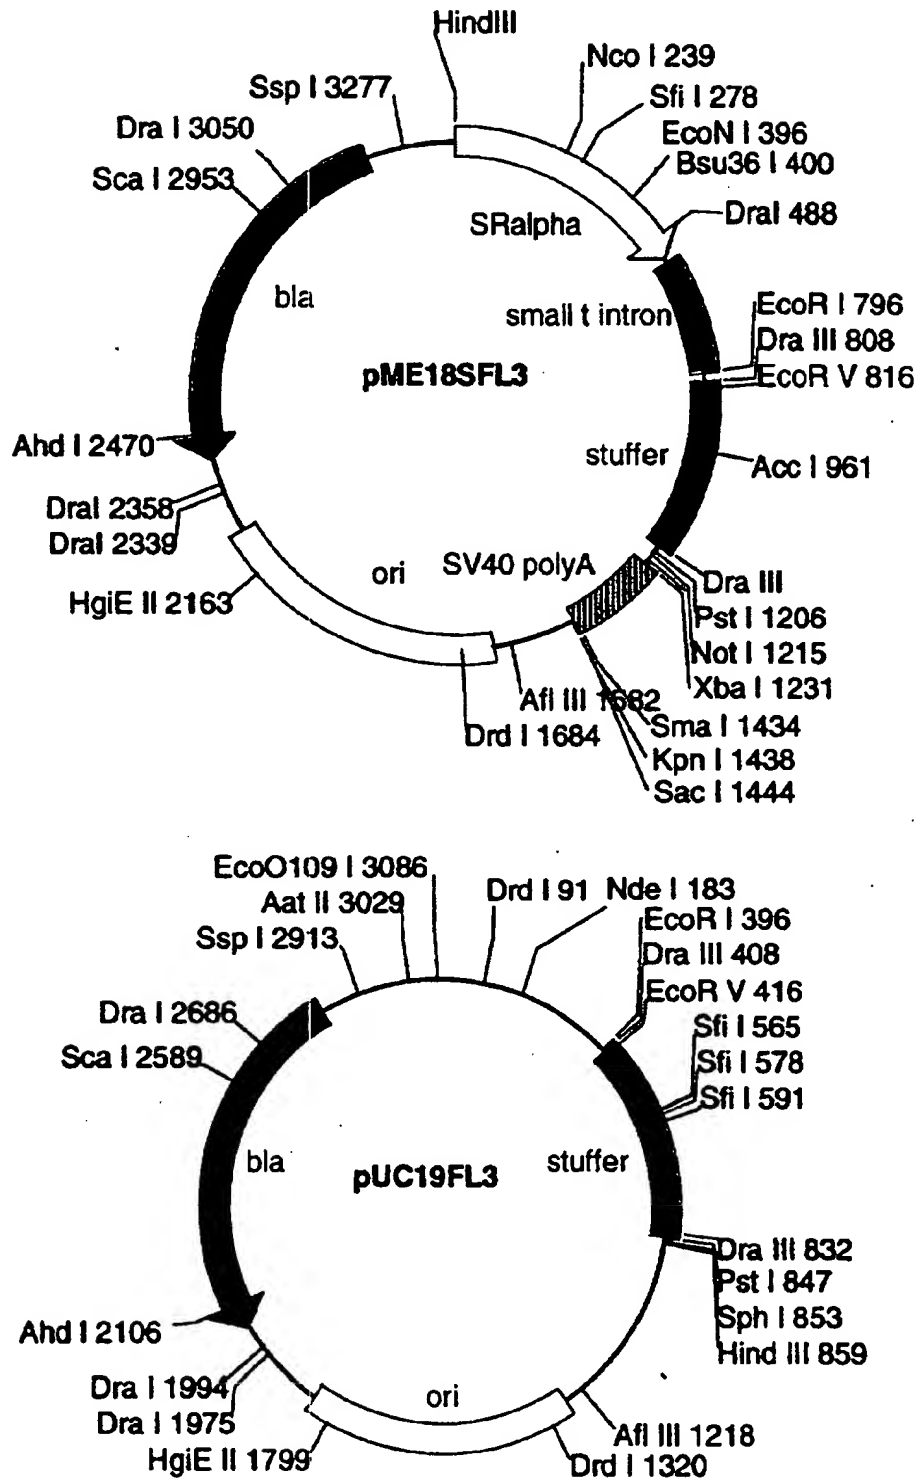 HindIII
Nco I 239
Ssp I 3277
Sfi I 278
Dra I 3050
EcoN I 396
Bsu36 I 400
Sca I 2953
DraI 488
SRalpha
bla
small t intron
EcoR I 796
Dra III 808
pME18SFL3
EcoR V 816
Ahd I 2470
stuffer
Acc I 961
DraI 2358
DraI 2339
ori
SV40 polyA
Dra III
HgiE II 2163
Pst I 1206
Not I 1215
Xba I 1231
Afl III 1682
Drd I 1684
Sma I 1434
Kpn I 1438
Sac I 1444
EcoO109 I 3086
Aat II 3029
Drd I 91
Nde I 183
Ssp I 2913
EcoR I 396
Dra III 408
EcoR V 416
Dra I 2686
Sfi I 565
Sca I 2589
Sfi I 578
Sfi I 591
bla
pUC19FL3
stuffer
Dra III 832
Pst I 847
Sph I 853
Hind III 859
Ahd I 2106
Dra I 1994
Dra I 1975
ori
HgiE II 1799
Afl III 1218
Drd I 1320